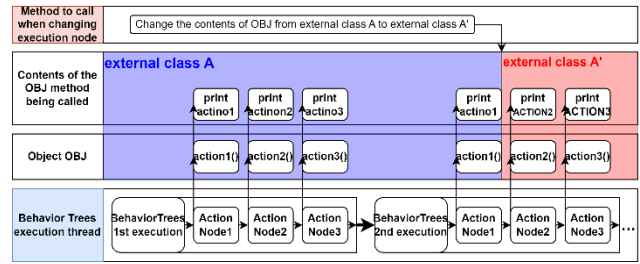 Method to call
when changing
execution node
Change the contents of OBJ from external class A to external class A'
Contents of the
OBJ method
being called
external class A
external class A'
print
actino1
print
actinon2
print
actino3
print
actino1
print
ACTION2
print
ACTION3
Object OBJ
action1()
action2()
action3()
action1()
action2()
action3()
Behavior Trees
execution thread
BehaviorTrees
1st execution
Action
Node1
Action
Node2
Action
Node3
BehaviorTrees
2nd execution
Action
Node1
Action
Node2
Action
Node3
...